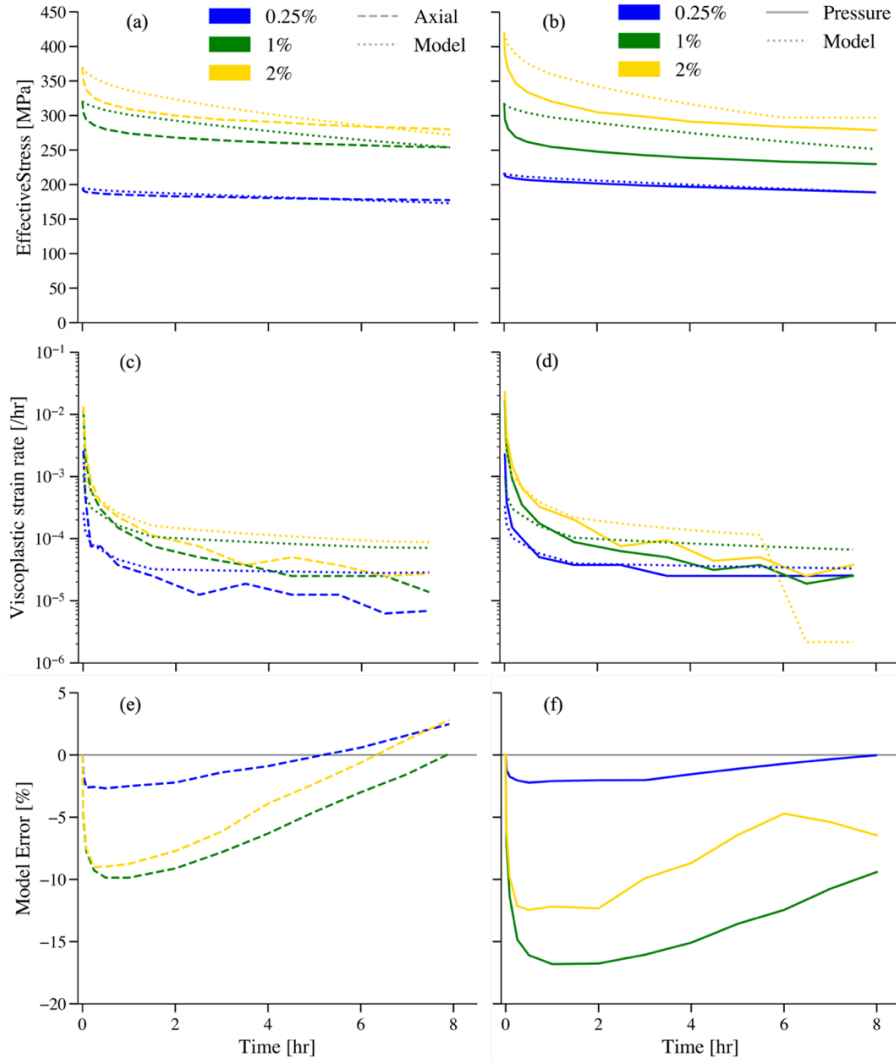 (a)
0.25%
1%
2%
Axial
Model
(b)
0.25%
1%
2%
Pressure
Model
EffectiveStress [MPa]
450
400
350
300
250
200
150
100
50
0
(c)
(d)
Viscoplastic strain rate [/hr]
10⁻¹
10⁻²
10⁻³
10⁻⁴
10⁻⁵
10⁻⁶
(e)
(f)
Model Error [%]
5
0
−5
−10
−15
−20
0 2 4 6 8
0 2 4 6 8
Time [hr]
Time [hr]